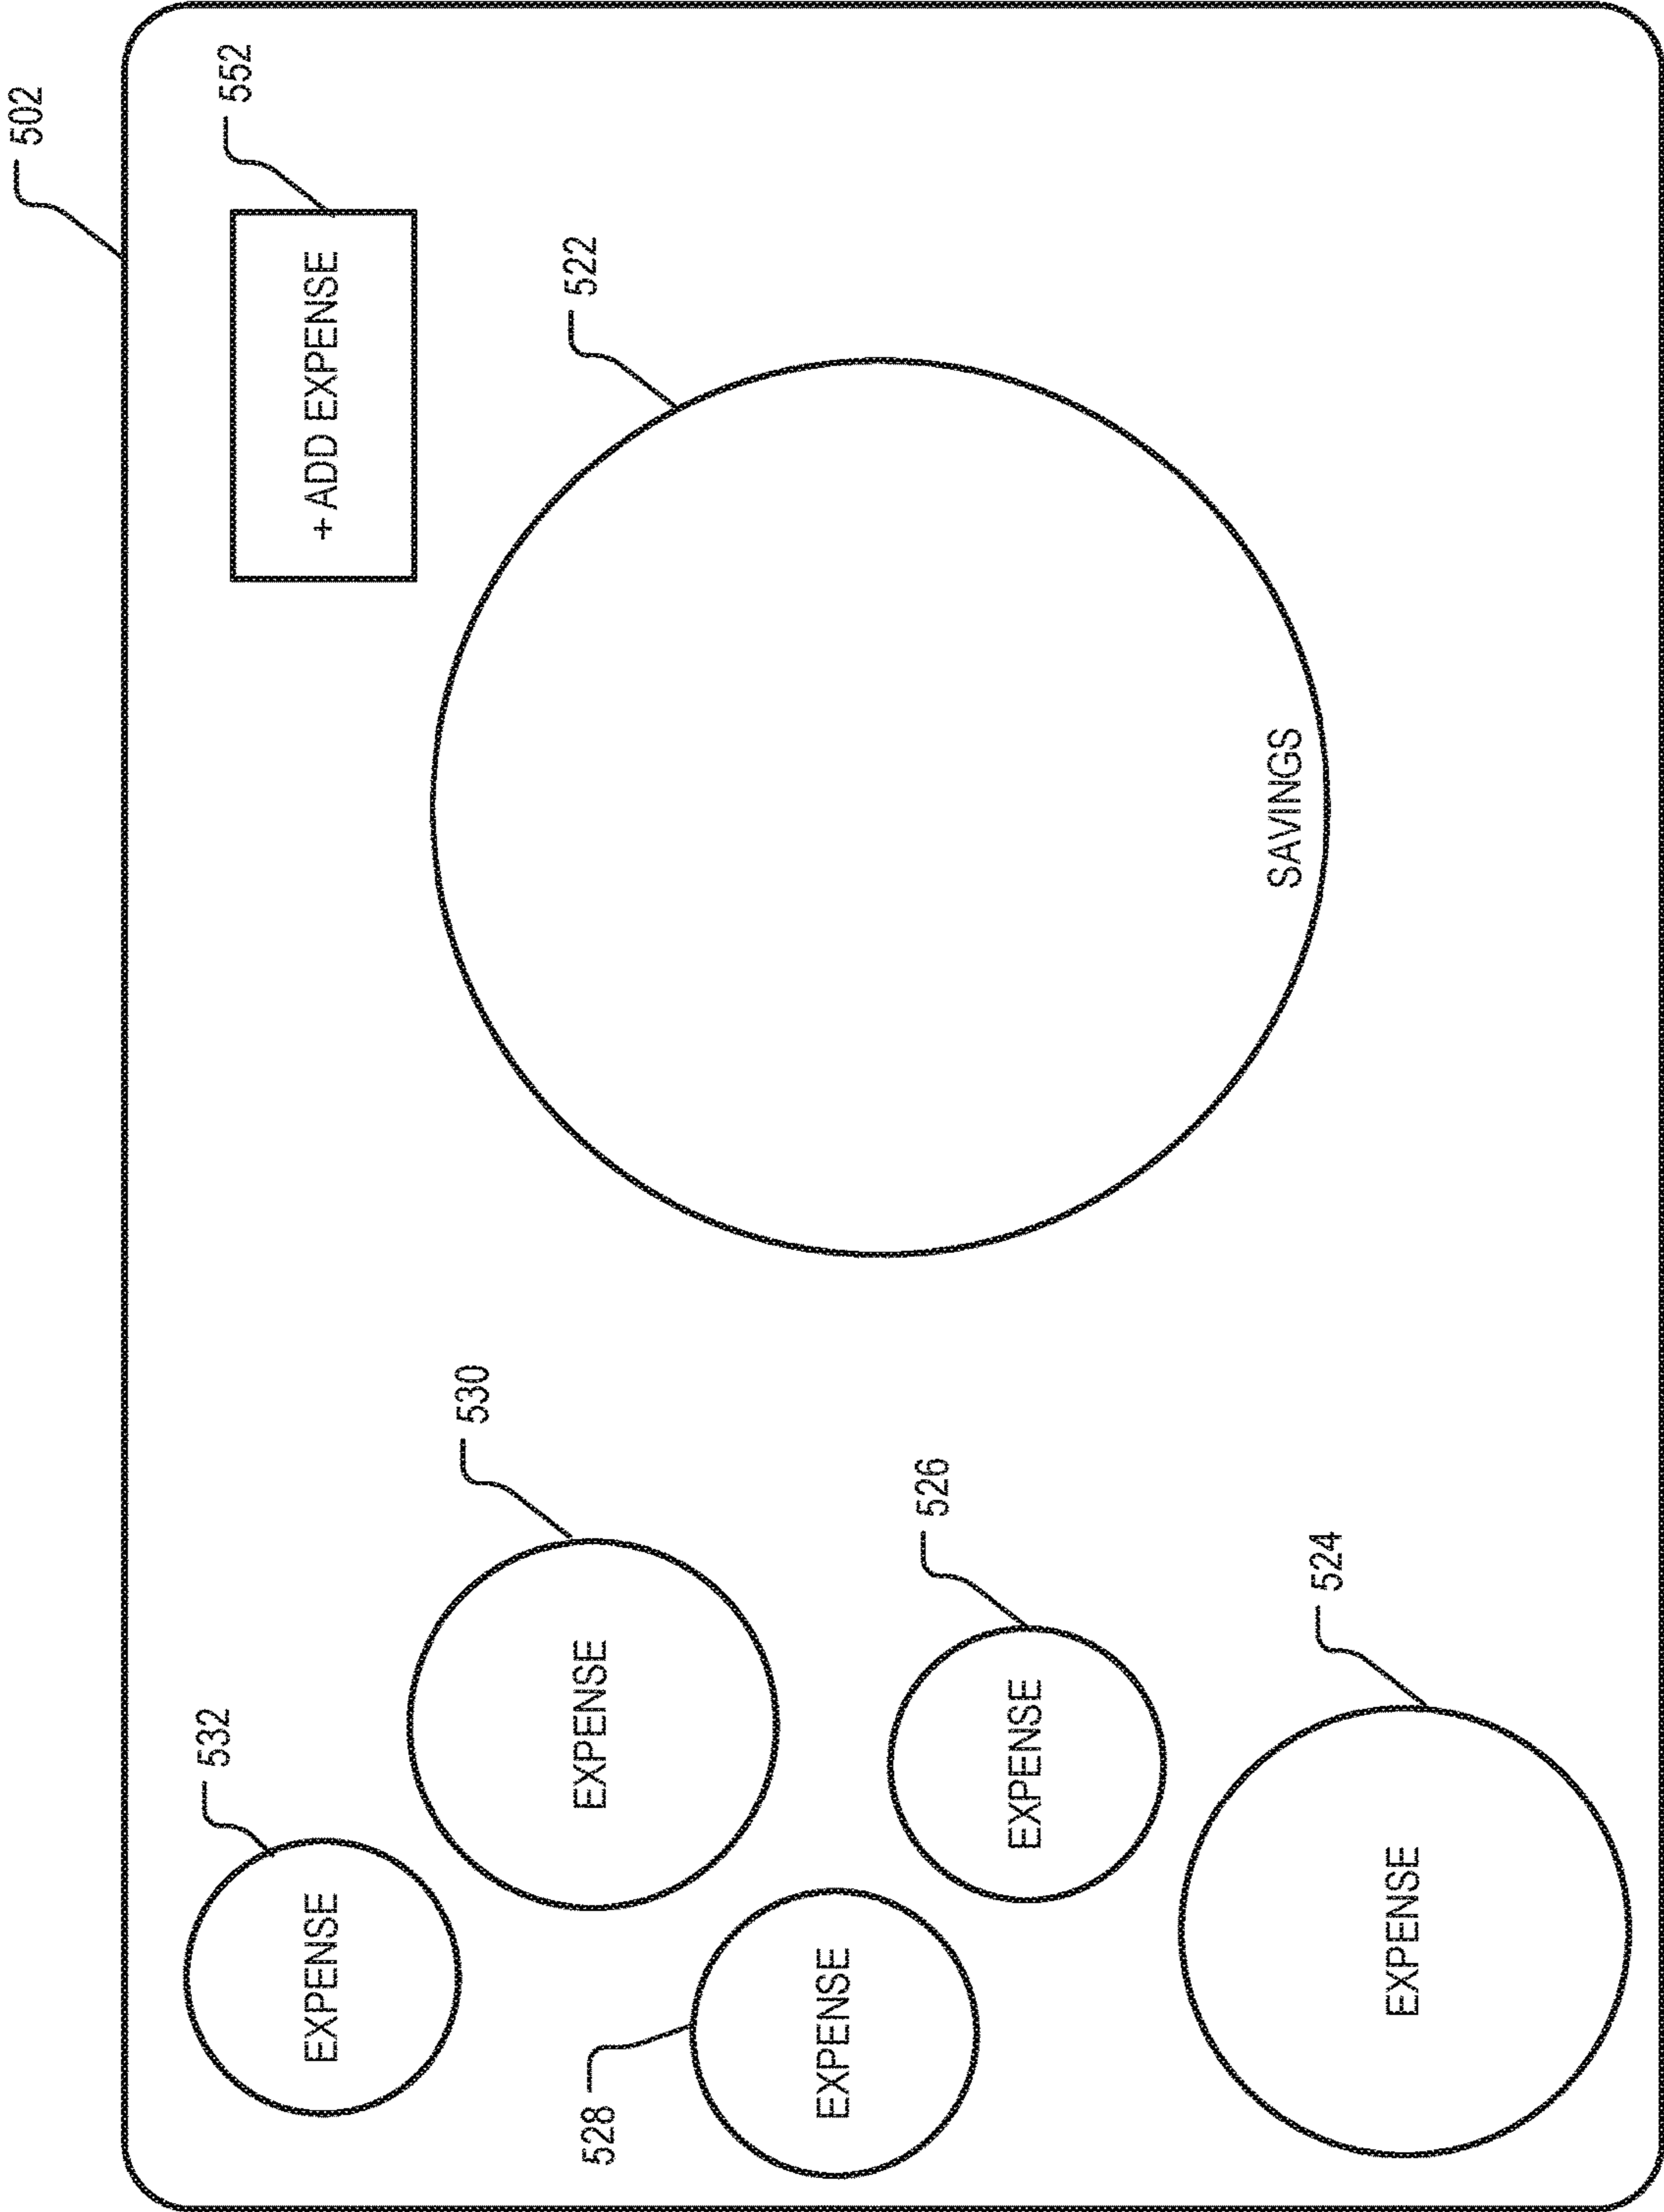 502
552
+ ADD EXPENSE
522
SAVINGS
530
EXPENSE
532
EXPENSE
526
EXPENSE
528
EXPENSE
524
EXPENSE